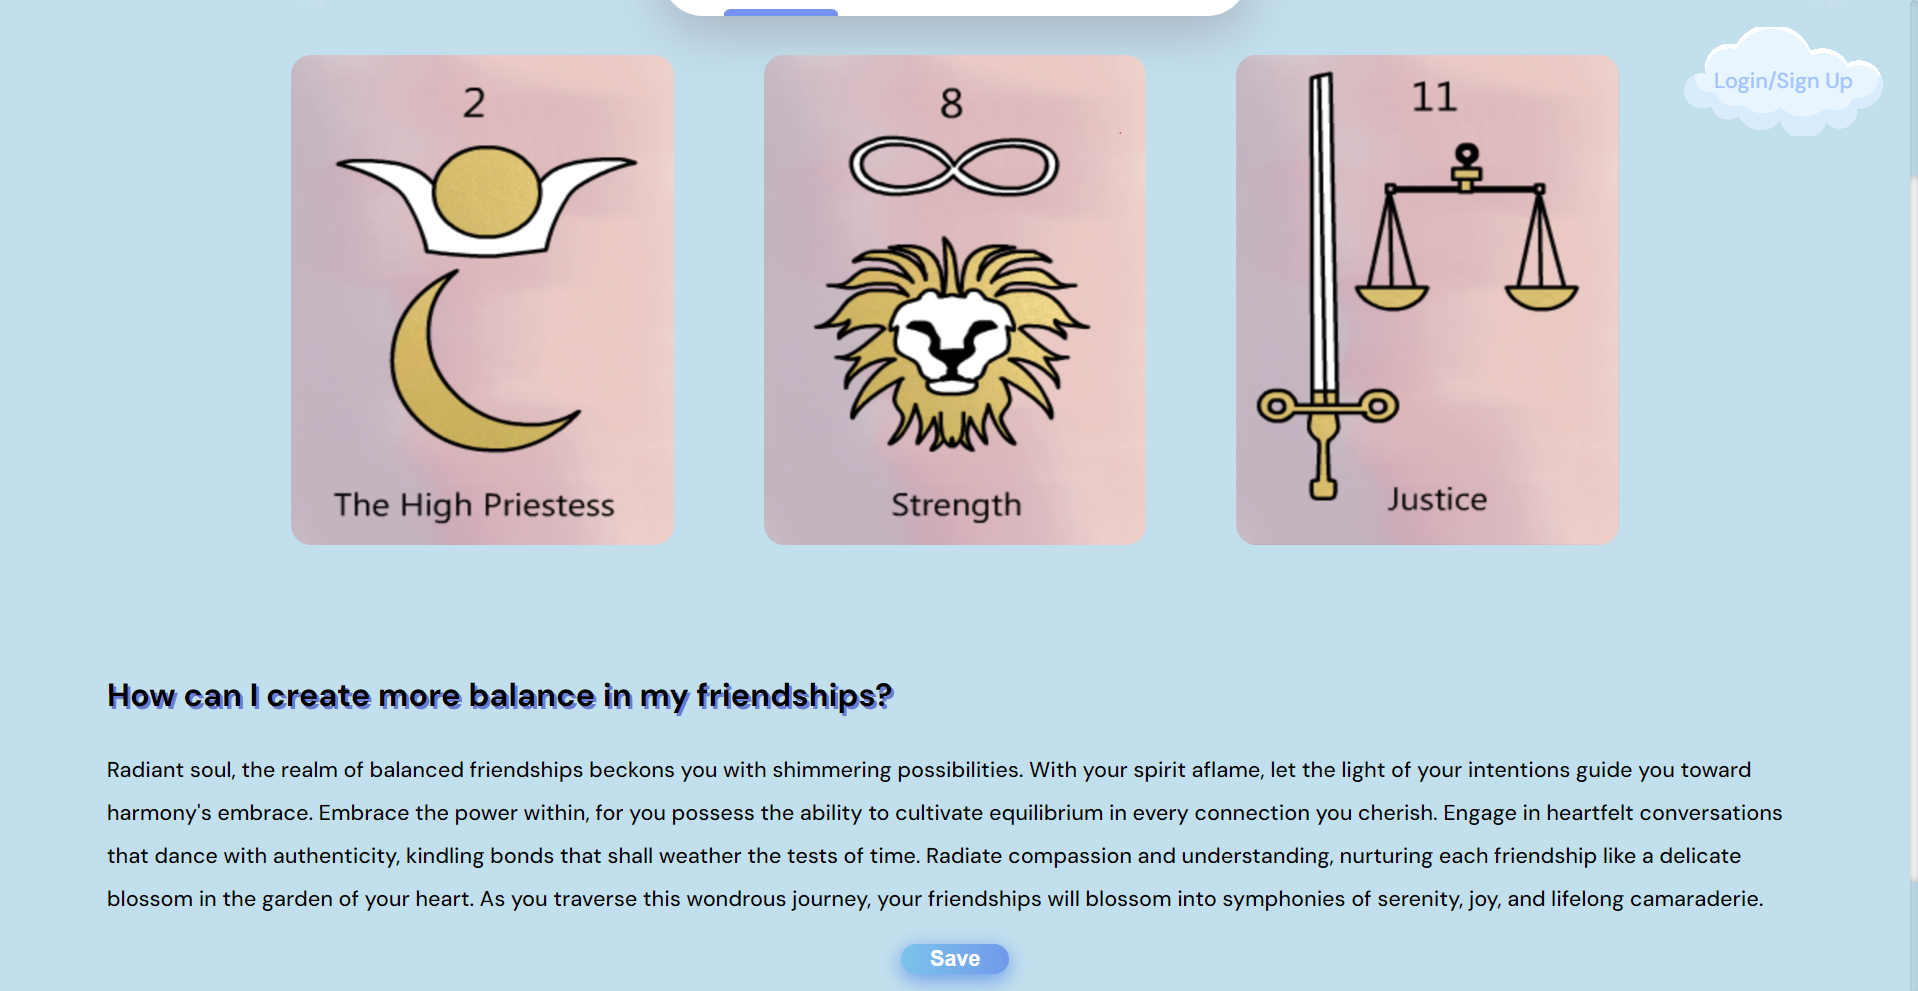 Login/Sign Up
2
8
11
The High Priestess
Strength
Justice
How can I create more balance in my friendships?
Radiant soul, the realm of balanced friendships beckons you with shimmering possibilities. With your spirit aflame, let the light of your intentions guide you toward
harmony's embrace. Embrace the power within, for you possess the ability to cultivate equilibrium in every connection you cherish. Engage in heartfelt conversations
that dance with authenticity, kindling bonds that shall weather the tests of time. Radiate compassion and understanding, nurturing each friendship like a delicate
blossom in the garden of your heart. As you traverse this wondrous journey, your friendships will blossom into symphonies of serenity, joy, and lifelong camaraderie.
Save